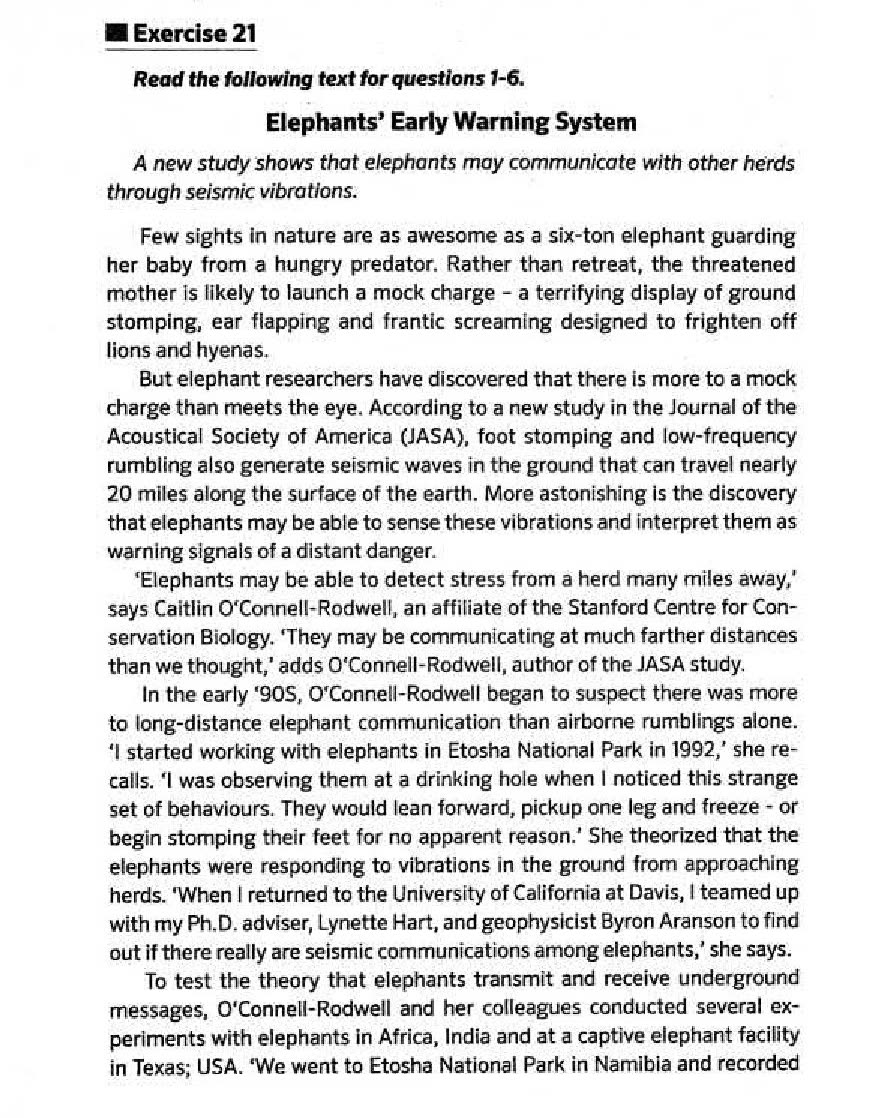 Exercise 21
Read the following text for questions 1-6.
Elephants' Early Warning System
A new study shows that elephants may communicate with other herds
through seismic vibrations.
Few sights in nature are as awesome as a six-ton elephant guarding
her baby from a hungry predator. Rather than retreat, the threatened
mother is likely to launch a mock charge – a terrifying display of ground
stomping, ear flapping and frantic screaming designed to frighten off
lions and hyenas.
But elephant researchers have discovered that there is more to a mock
charge than meets the eye. According to a new study in the Journal of the
Acoustical Society of America (JASA), foot stomping and low-frequency
rumbling also generate seismic waves in the ground that can travel nearly
20 miles along the surface of the earth. More astonishing is the discovery
that elephants may be able to sense these vibrations and interpret them as
warning signals of a distant danger.
'Elephants may be able to detect stress from a herd many miles away,'
says Caitlin O'Connell-Rodwell, an affiliate of the Stanford Centre for Con-
servation Biology. 'They may be communicating at much farther distances
than we thought,' adds O'Connell-Rodwell, author of the JASA study.
In the early '90S, O'Connell-Rodwell began to suspect there was more
to long-distance elephant communication than airborne rumblings alone.
'I started working with elephants in Etosha National Park in 1992,' she re-
calls. 'I was observing them at a drinking hole when I noticed this strange
set of behaviours. They would lean forward, pickup one leg and freeze - or
begin stomping their feet for no apparent reason.' She theorized that the
elephants were responding to vibrations in the ground from approaching
herds. 'When I returned to the University of California at Davis, I teamed up
with my Ph.D. adviser, Lynette Hart, and geophysicist Byron Aranson to find
out if there really are seismic communications among elephants,' she says.
To test the theory that elephants transmit and receive underground
messages, O'Connell-Rodwell and her colleagues conducted several ex-
periments with elephants in Africa, India and at a captive elephant facility
in Texas; USA. 'We went to Etosha National Park in Namibia and recorded